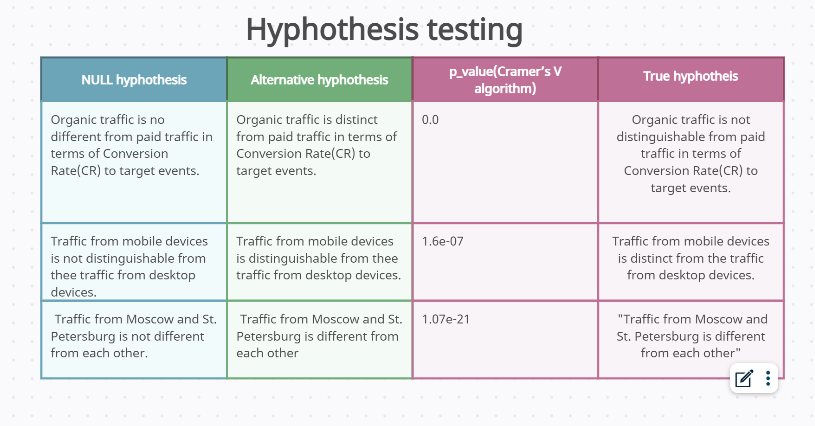 Hyphothesis testing
NULL hyphothesis
Alternative hyphothesis
p_value(Cramer's V
algorithm)
True hyphotheis
Organic traffic is no
different from paid traffic in
terms of Conversion
Rate(CR) to target events.
Organic traffic is distinct
from paid traffic in terms of
Conversion Rate(CR) to
target events.
0.0
Organic traffic is not
distinguishable from paid
traffic in terms of
Conversion Rate(CR) to
target events.
Traffic from mobile devices
is not distinguishable from
thee traffic from desktop
devices.
Traffic from mobile devices
is distinguishable from thee
traffic from desktop devices.
1.6e-07
Traffic from mobile devices
is distinct from the traffic
from desktop devices.
Traffic from Moscow and St.
Petersburg is not different
from each other.
Traffic from Moscow and St.
Petersburg is different from
each other
1.07e-21
"Traffic from Moscow and
St. Petersburg is different
from each other"